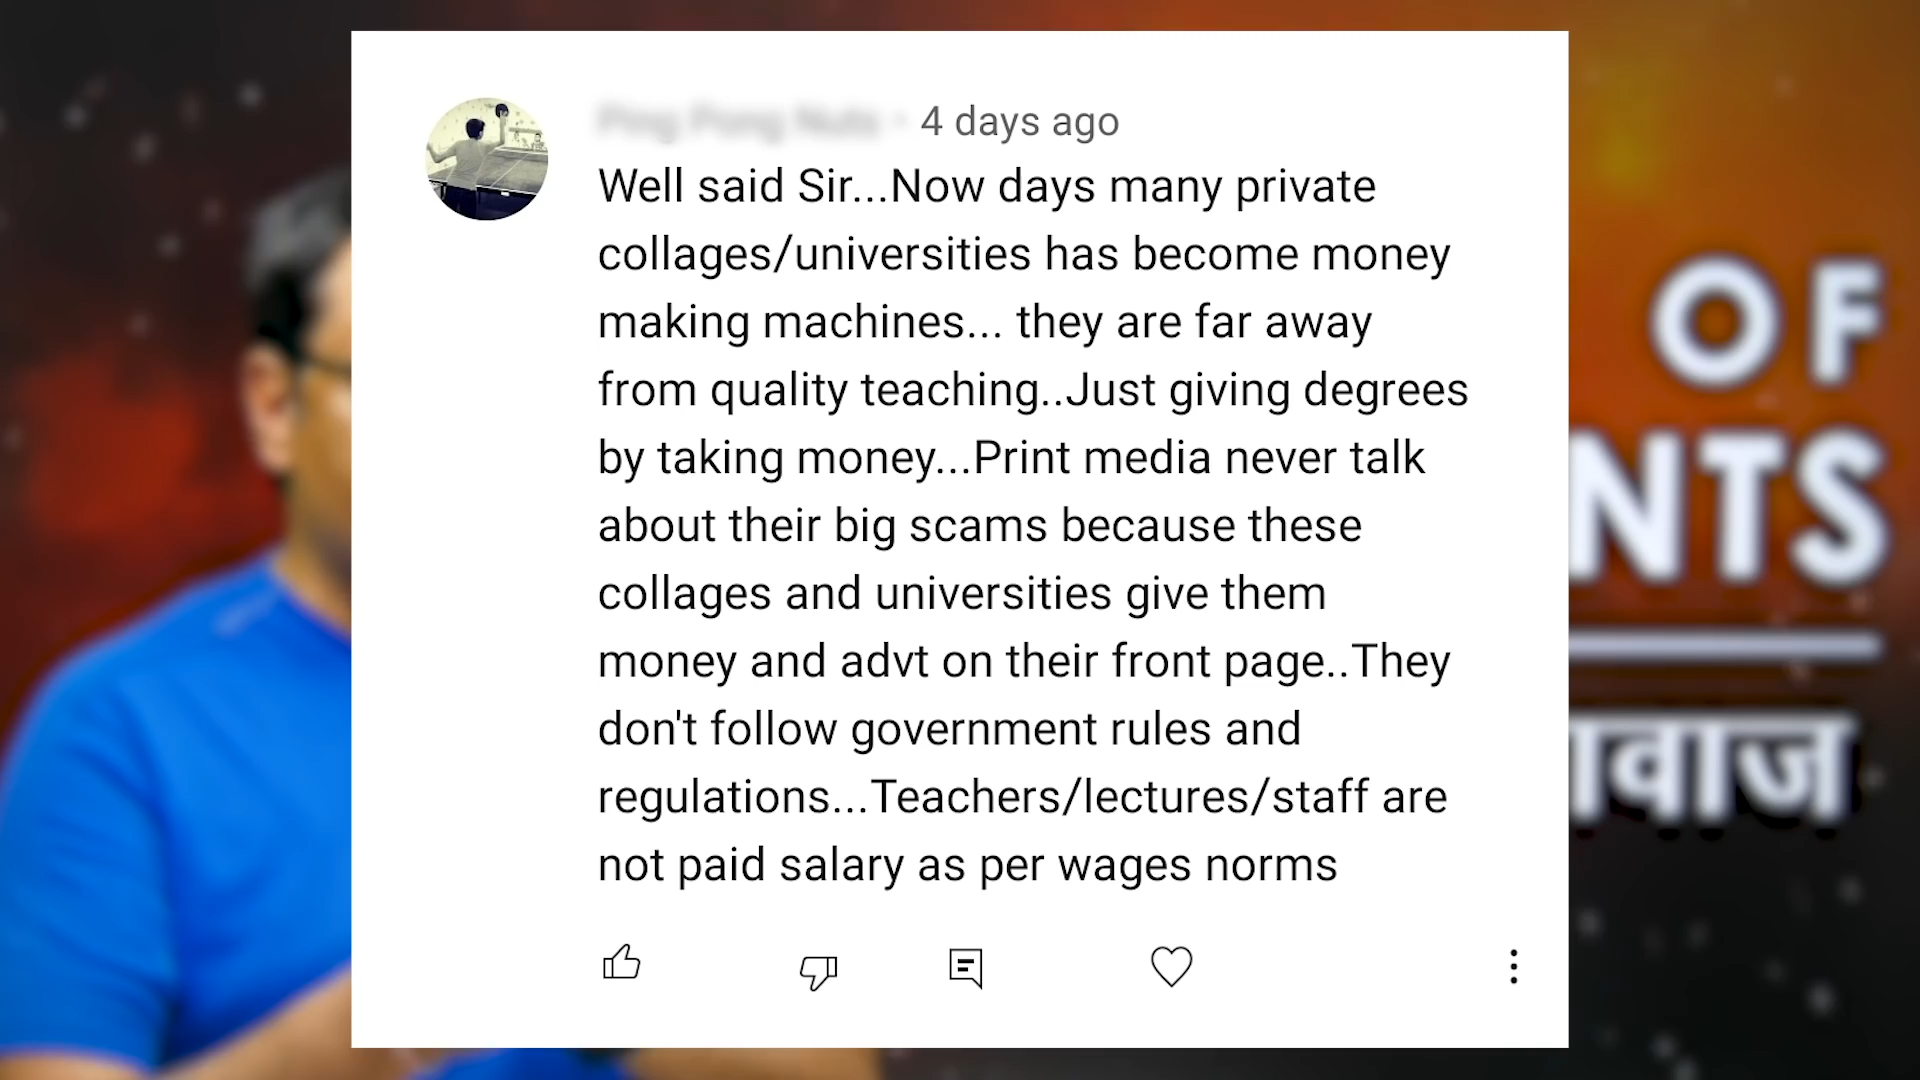 4 days ago
Well said Sir...Now days many private
collages/universities has become money
making machines... they are far away
from quality teaching..Just giving degrees
by taking money...Print media never talk
about their big scams because these
collages and universities give them
money and advt on their front page..They
don't follow government rules and
regulations...Teachers/lectures/staff are
not paid salary as per wages norms
OF
NTS
वाज